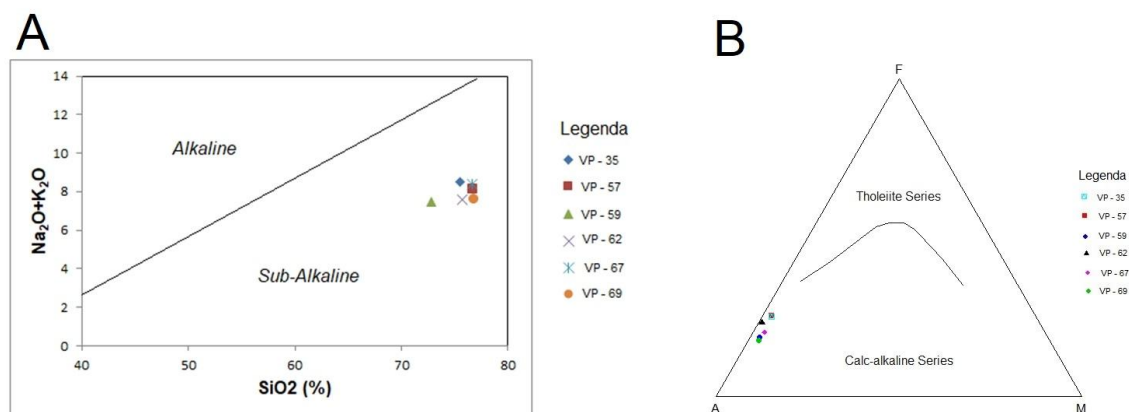 A
14
12
10
8
6
4
2
0
Na2O+K2O
Alkaline
Sub-Alkaline
40
50
60
70
80
SiO2 (%)
Legenda
VP - 35
VP - 57
VP - 59
VP - 62
VP - 67
VP - 69
B
F
Tholeiite Series
Calc-alkaline Series
A
M
Legenda
VP - 35
VP - 57
VP - 59
VP - 62
VP - 67
VP - 69